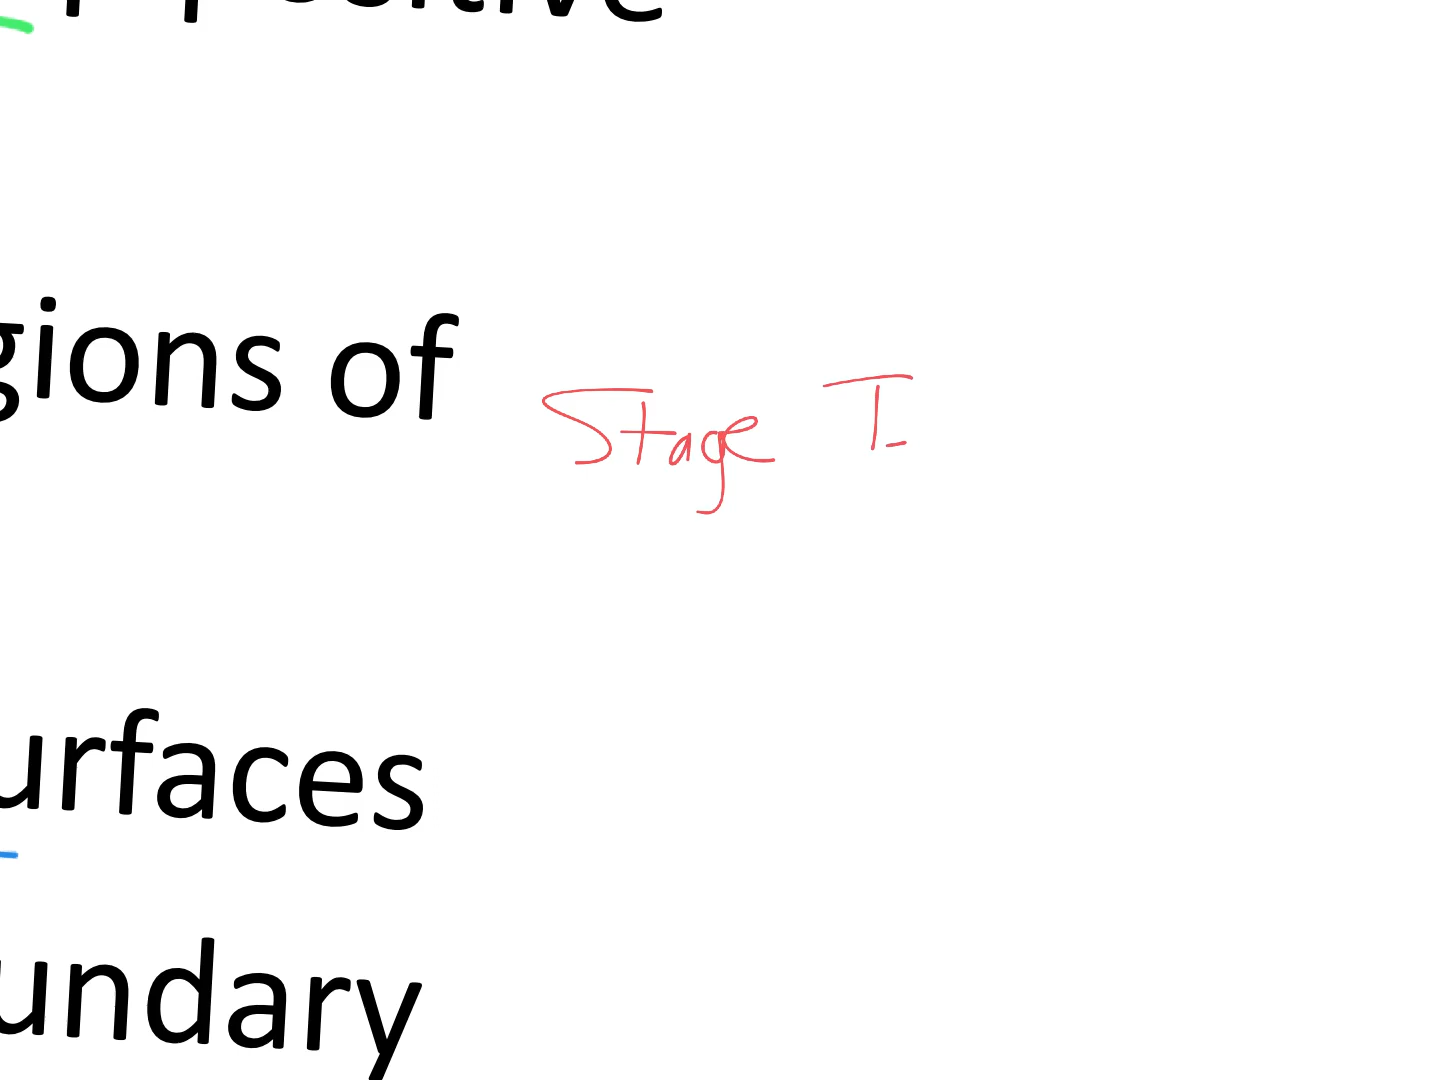 gions of
Stage I
urfaces
undary